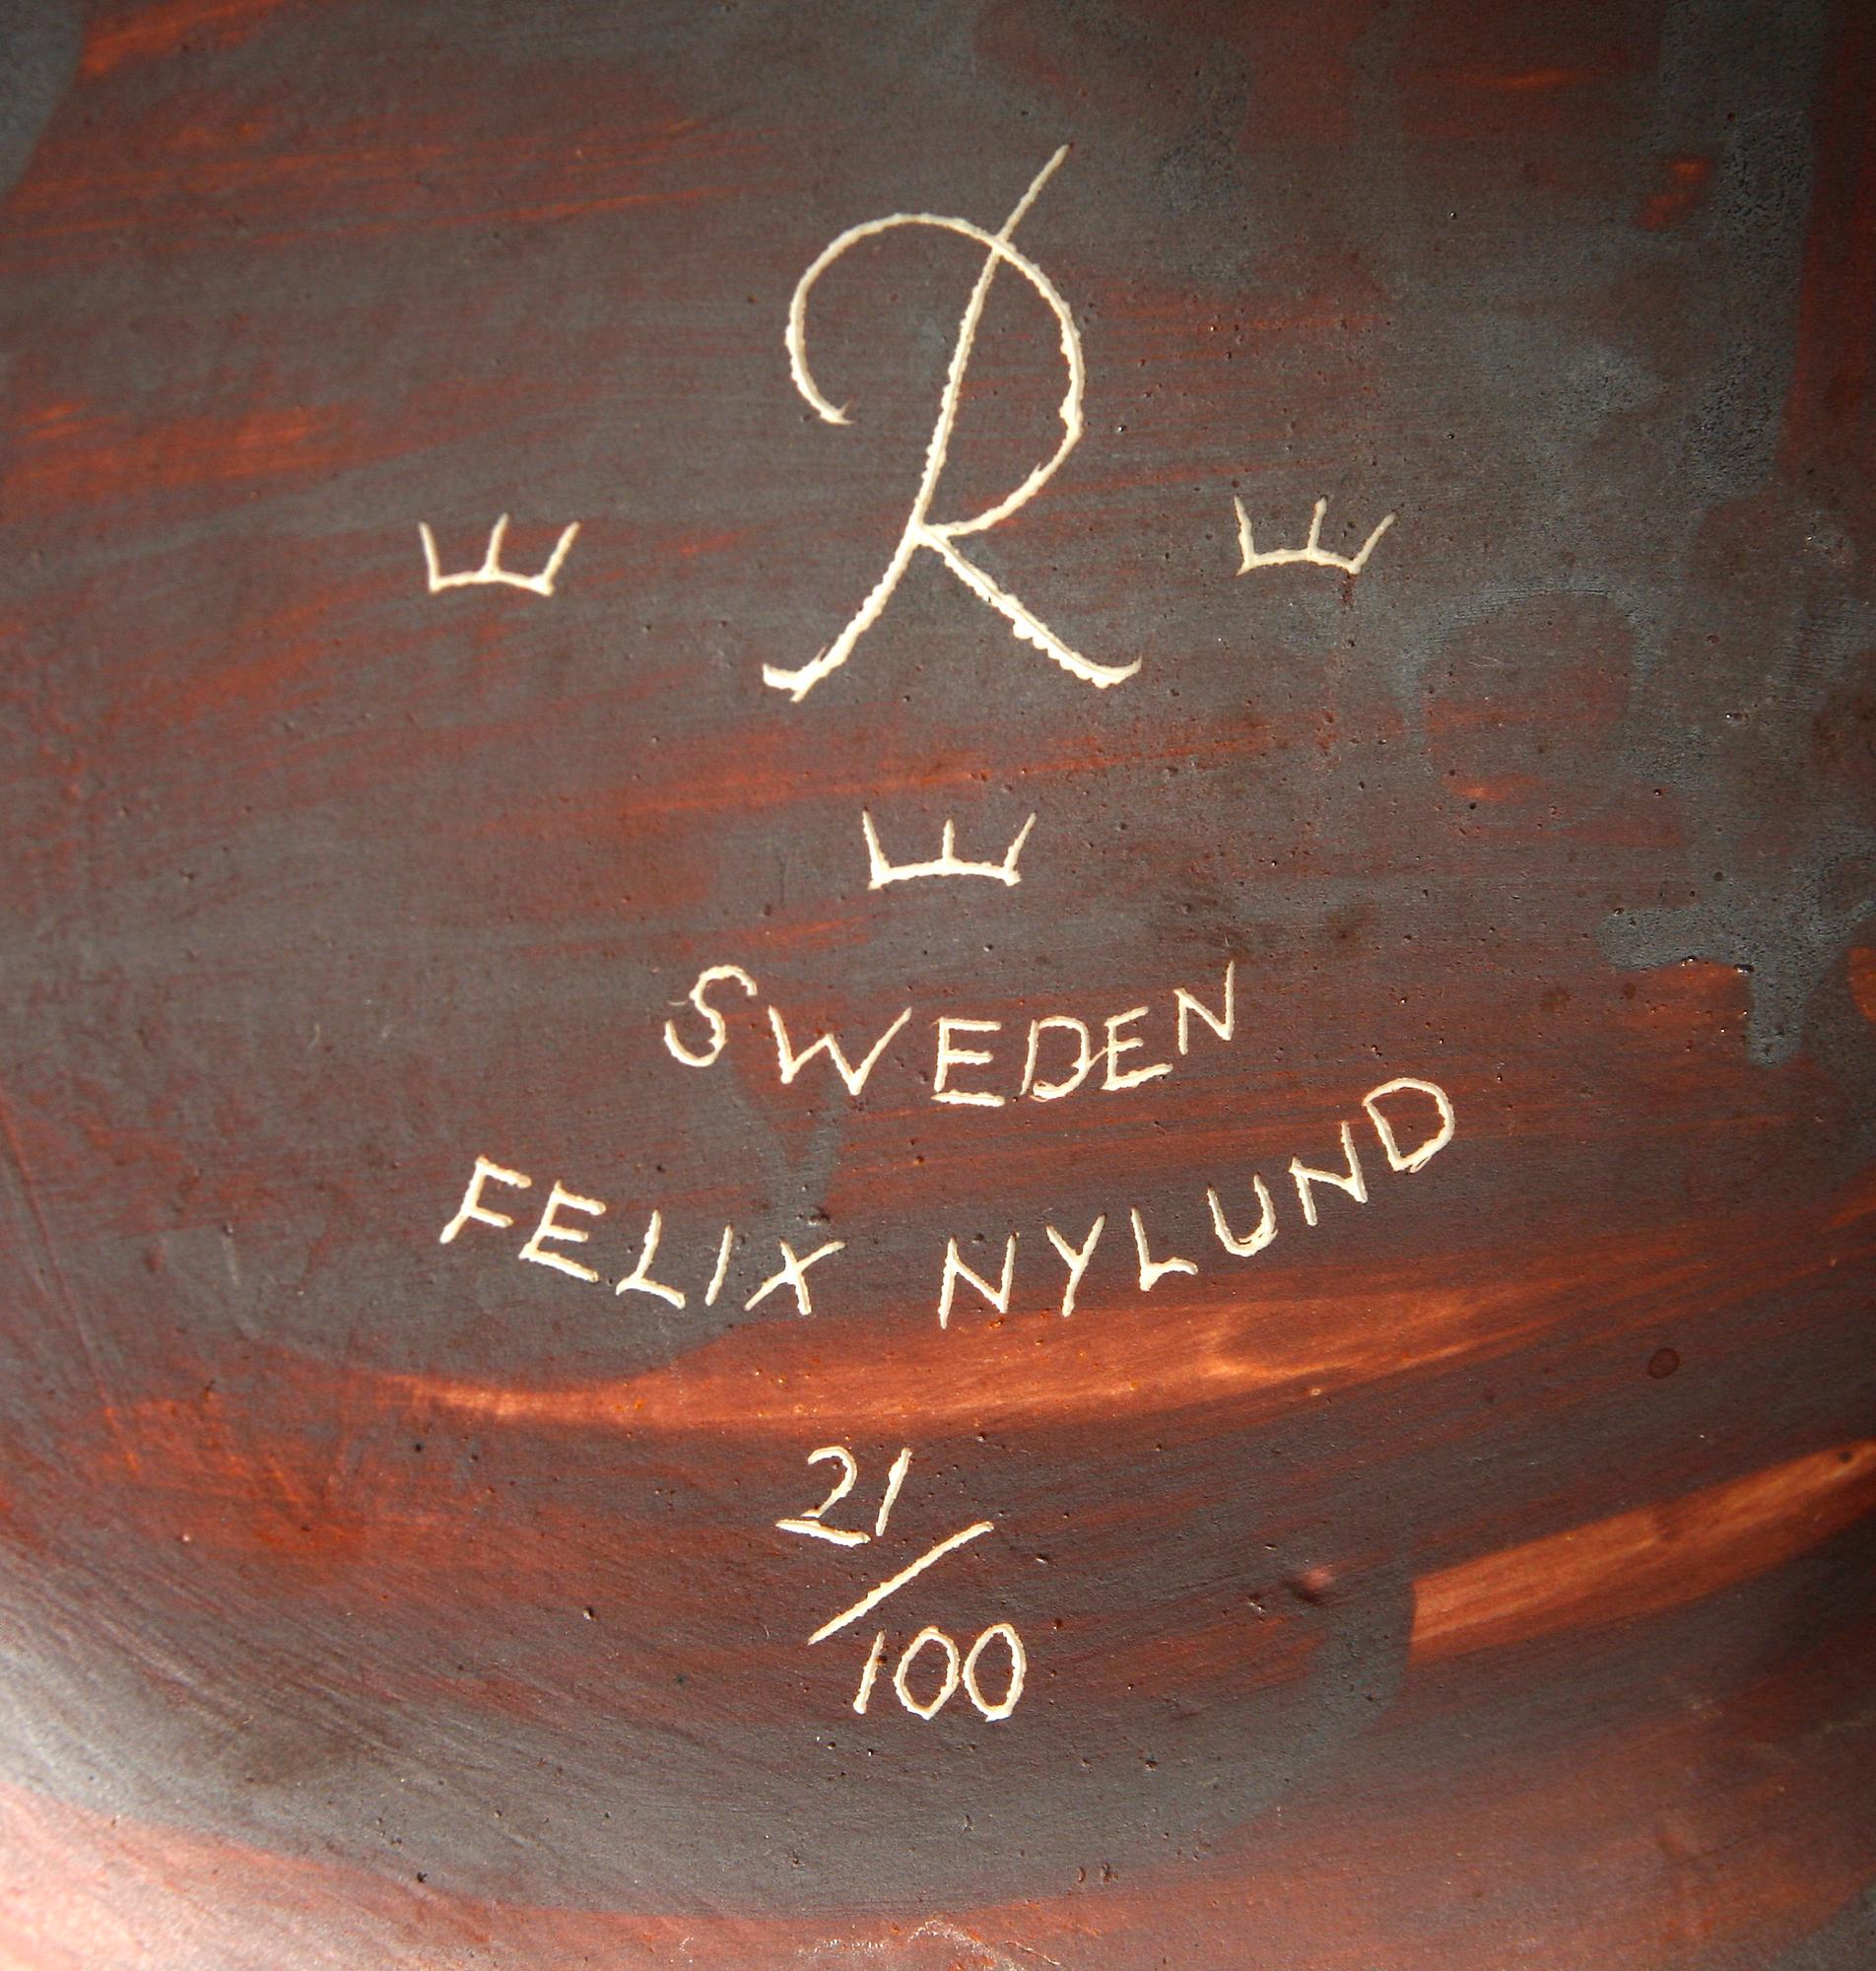 R
SWEDEN
FELIX NYLUND
21/100